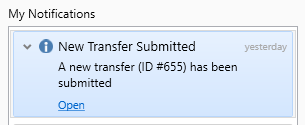 My Notifications
New Transfer Submitted yesterday
A new transfer (ID #655) has been
submitted
Open